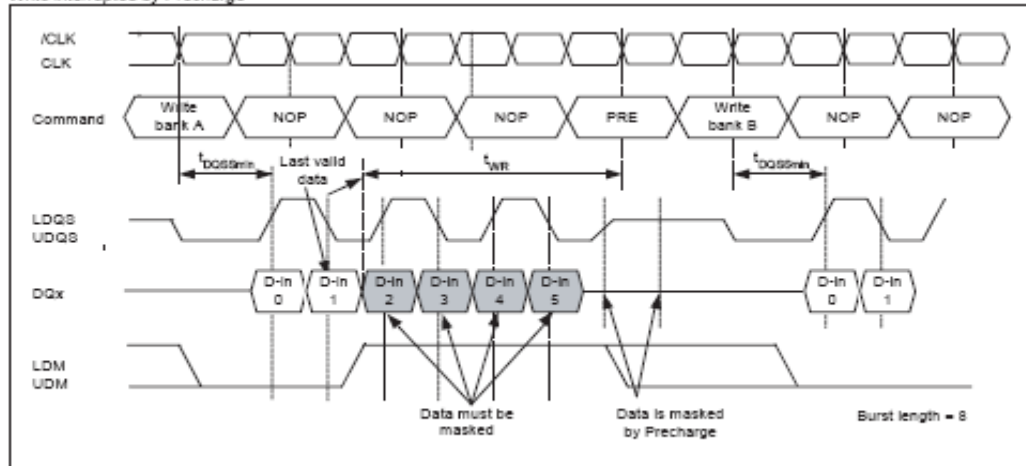 Write Interrupted by Precharge
/CLK
CLK
Command
Write bank A
NOP
NOP
NOP
PRE
Write bank B
NOP
NOP
tDQSSmin
Last valid data
tWR
tDQSSmin
LDQS
UDQS
DQx
D-in 0
D-in 1
D-in 2
D-in 3
D-in 4
D-in 5
D-in 0
D-in 1
LDM
UDM
Data must be masked
Data is masked by Precharge
Burst length = 8